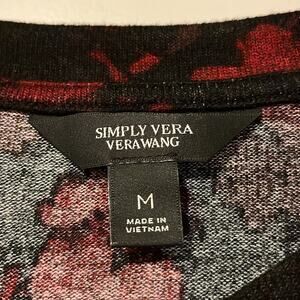 SIMPLY VERA
VERAWANG
M
MADE IN
VIETNAM